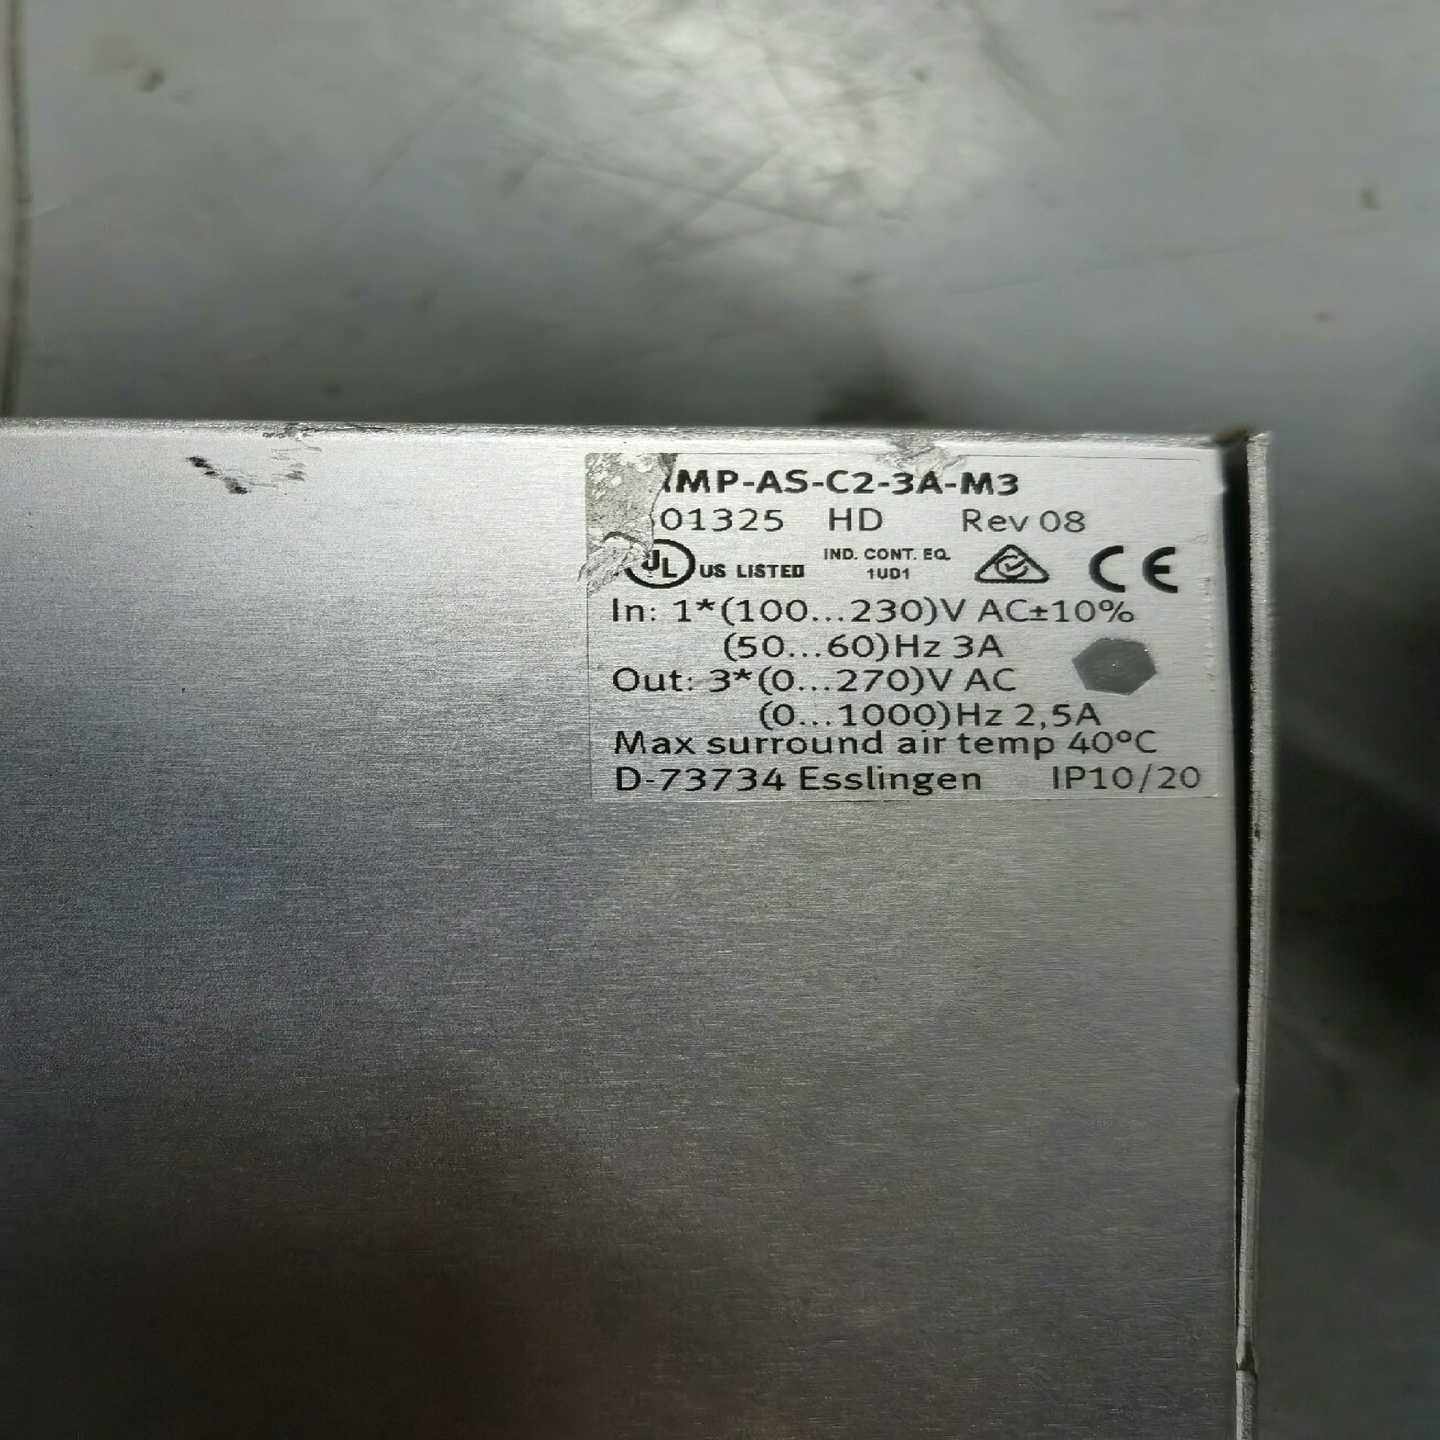 MP-AS-C2-3A-M3
01325 HD Rev 08
UL US LISTED IND. CONT. EQ. 1UD1 CE
In: 1*(100...230)V AC±10%
(50...60)Hz 3A
Out: 3*(0...270)V AC
(0...1000)Hz 2,5A
Max surround air temp 40°C
D-73734 Esslingen IP10/20